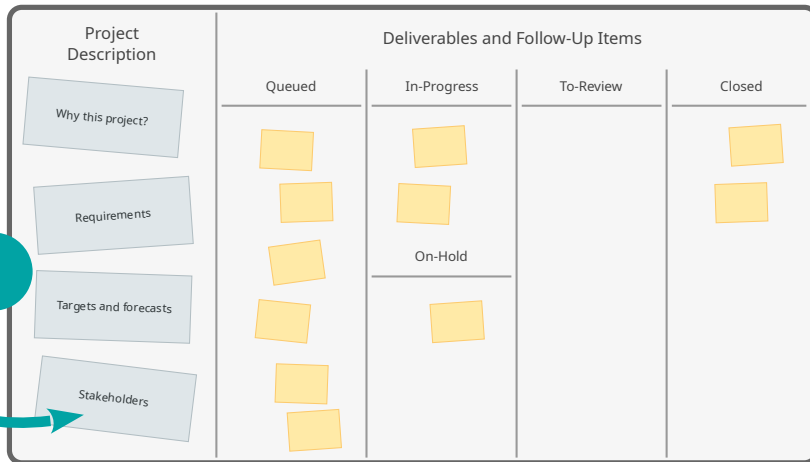 Project
Description
Deliverables and Follow-Up Items
Queued
In-Progress
To-Review
Closed
Why this project?
Requirements
On-Hold
Targets and forecasts
Stakeholders